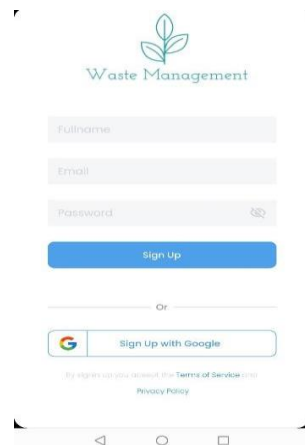 Waste Management
Fullname
Email
Password
Sign Up
Or
Sign Up with Google
By sign up you accept the Terms of Service and
Privacy Policy